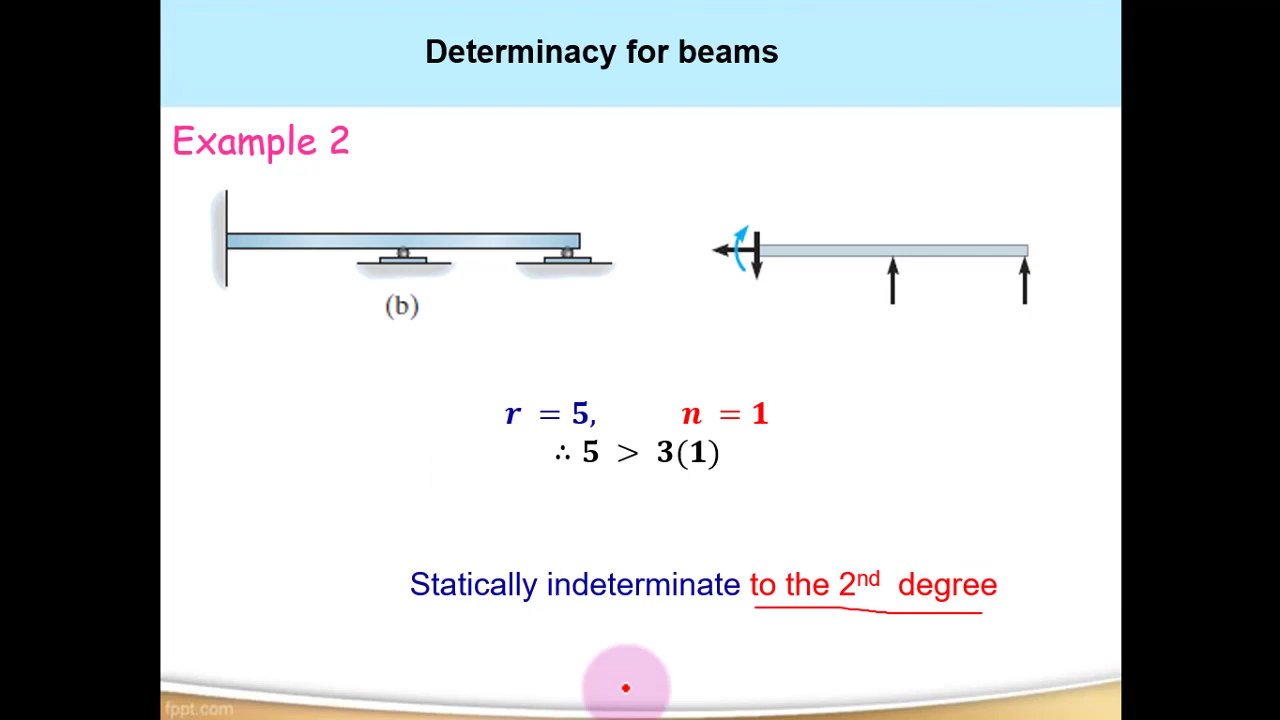 Determinacy for beams
Example 2
(b)
r = 5, n = 1
∴ 5 > 3(1)
Statically indeterminate to the 2nd degree
fppt.com